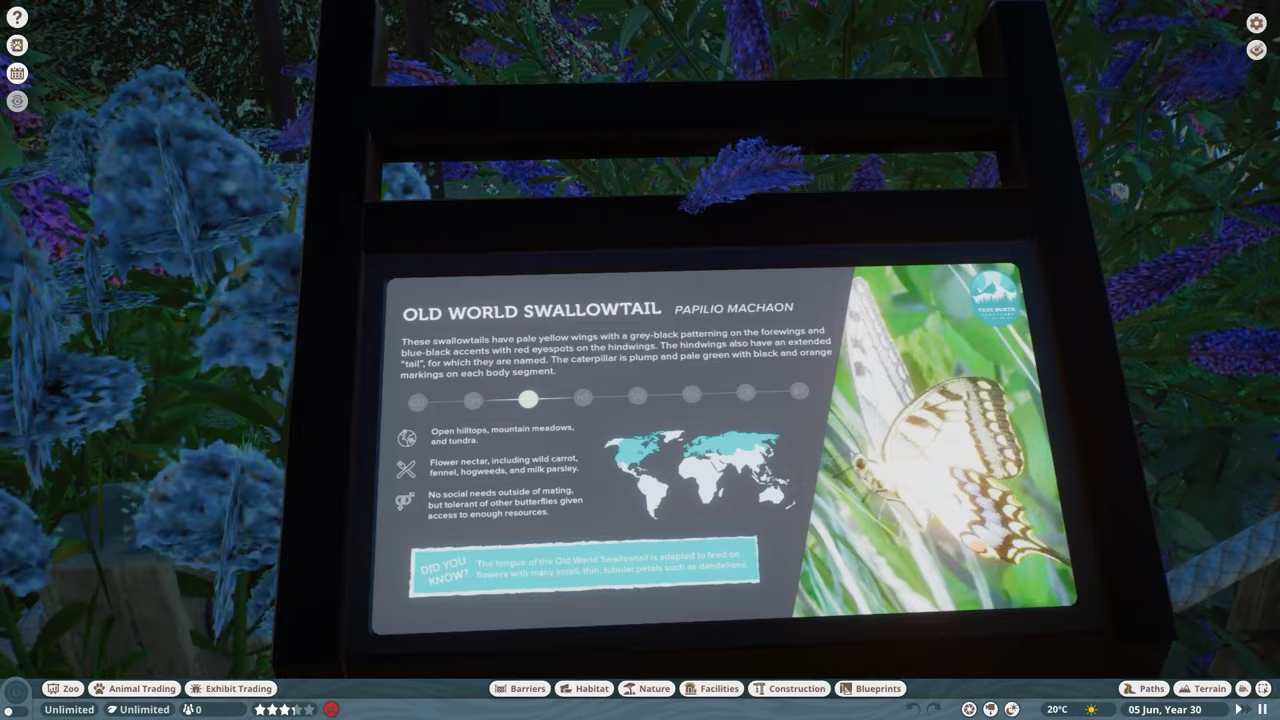 OLD WORLD SWALLOWTAIL PAPILIO MACHAON
These swallowtails have pale yellow wings with a grey-black patterning on the forewings and
blue-black accents with red eyespots on the hindwings. The hindwings also have an extended
"tail", for which they are named. The caterpillar is plump and pale green with black and orange
markings on each body segment.
Open hilltops, mountain meadows,
and tundra.
Flower nectar, including wild carrot,
fennel, hogweeds, and milk parsley.
No social needs outside of mating,
but tolerant of other butterflies given
access to enough resources.
DID YOU
KNOW?
The tongue of the Old World Swallowtail is adapted to feed on
flowers with many small, thin, tubular petals such as dandelions.
TRUE NORTH
SANCTUARY
Zoo Animal Trading Exhibit Trading Barriers Habitat Nature Facilities Construction Blueprints Paths Terrain
Unlimited Unlimited 0 20°C 05 Jun, Year 30